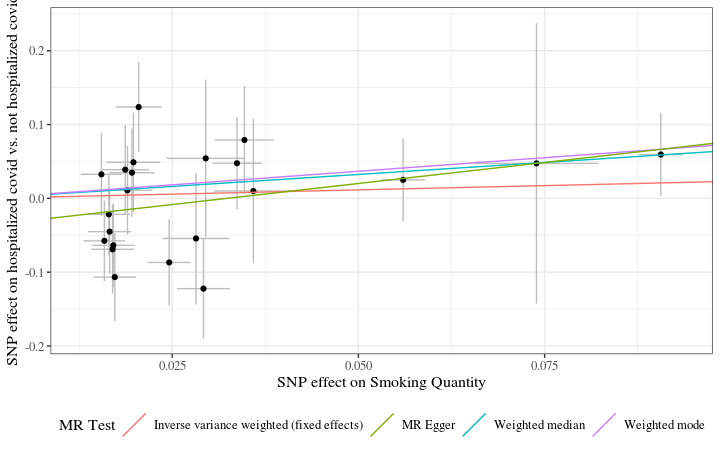 SNP effect on hospitalized covid vs. not hospitalized covid
0.2
0.1
0.0
-0.1
-0.2
0.025
0.050
0.075
SNP effect on Smoking Quantity
MR Test
Inverse variance weighted (fixed effects)
MR Egger
Weighted median
Weighted mode